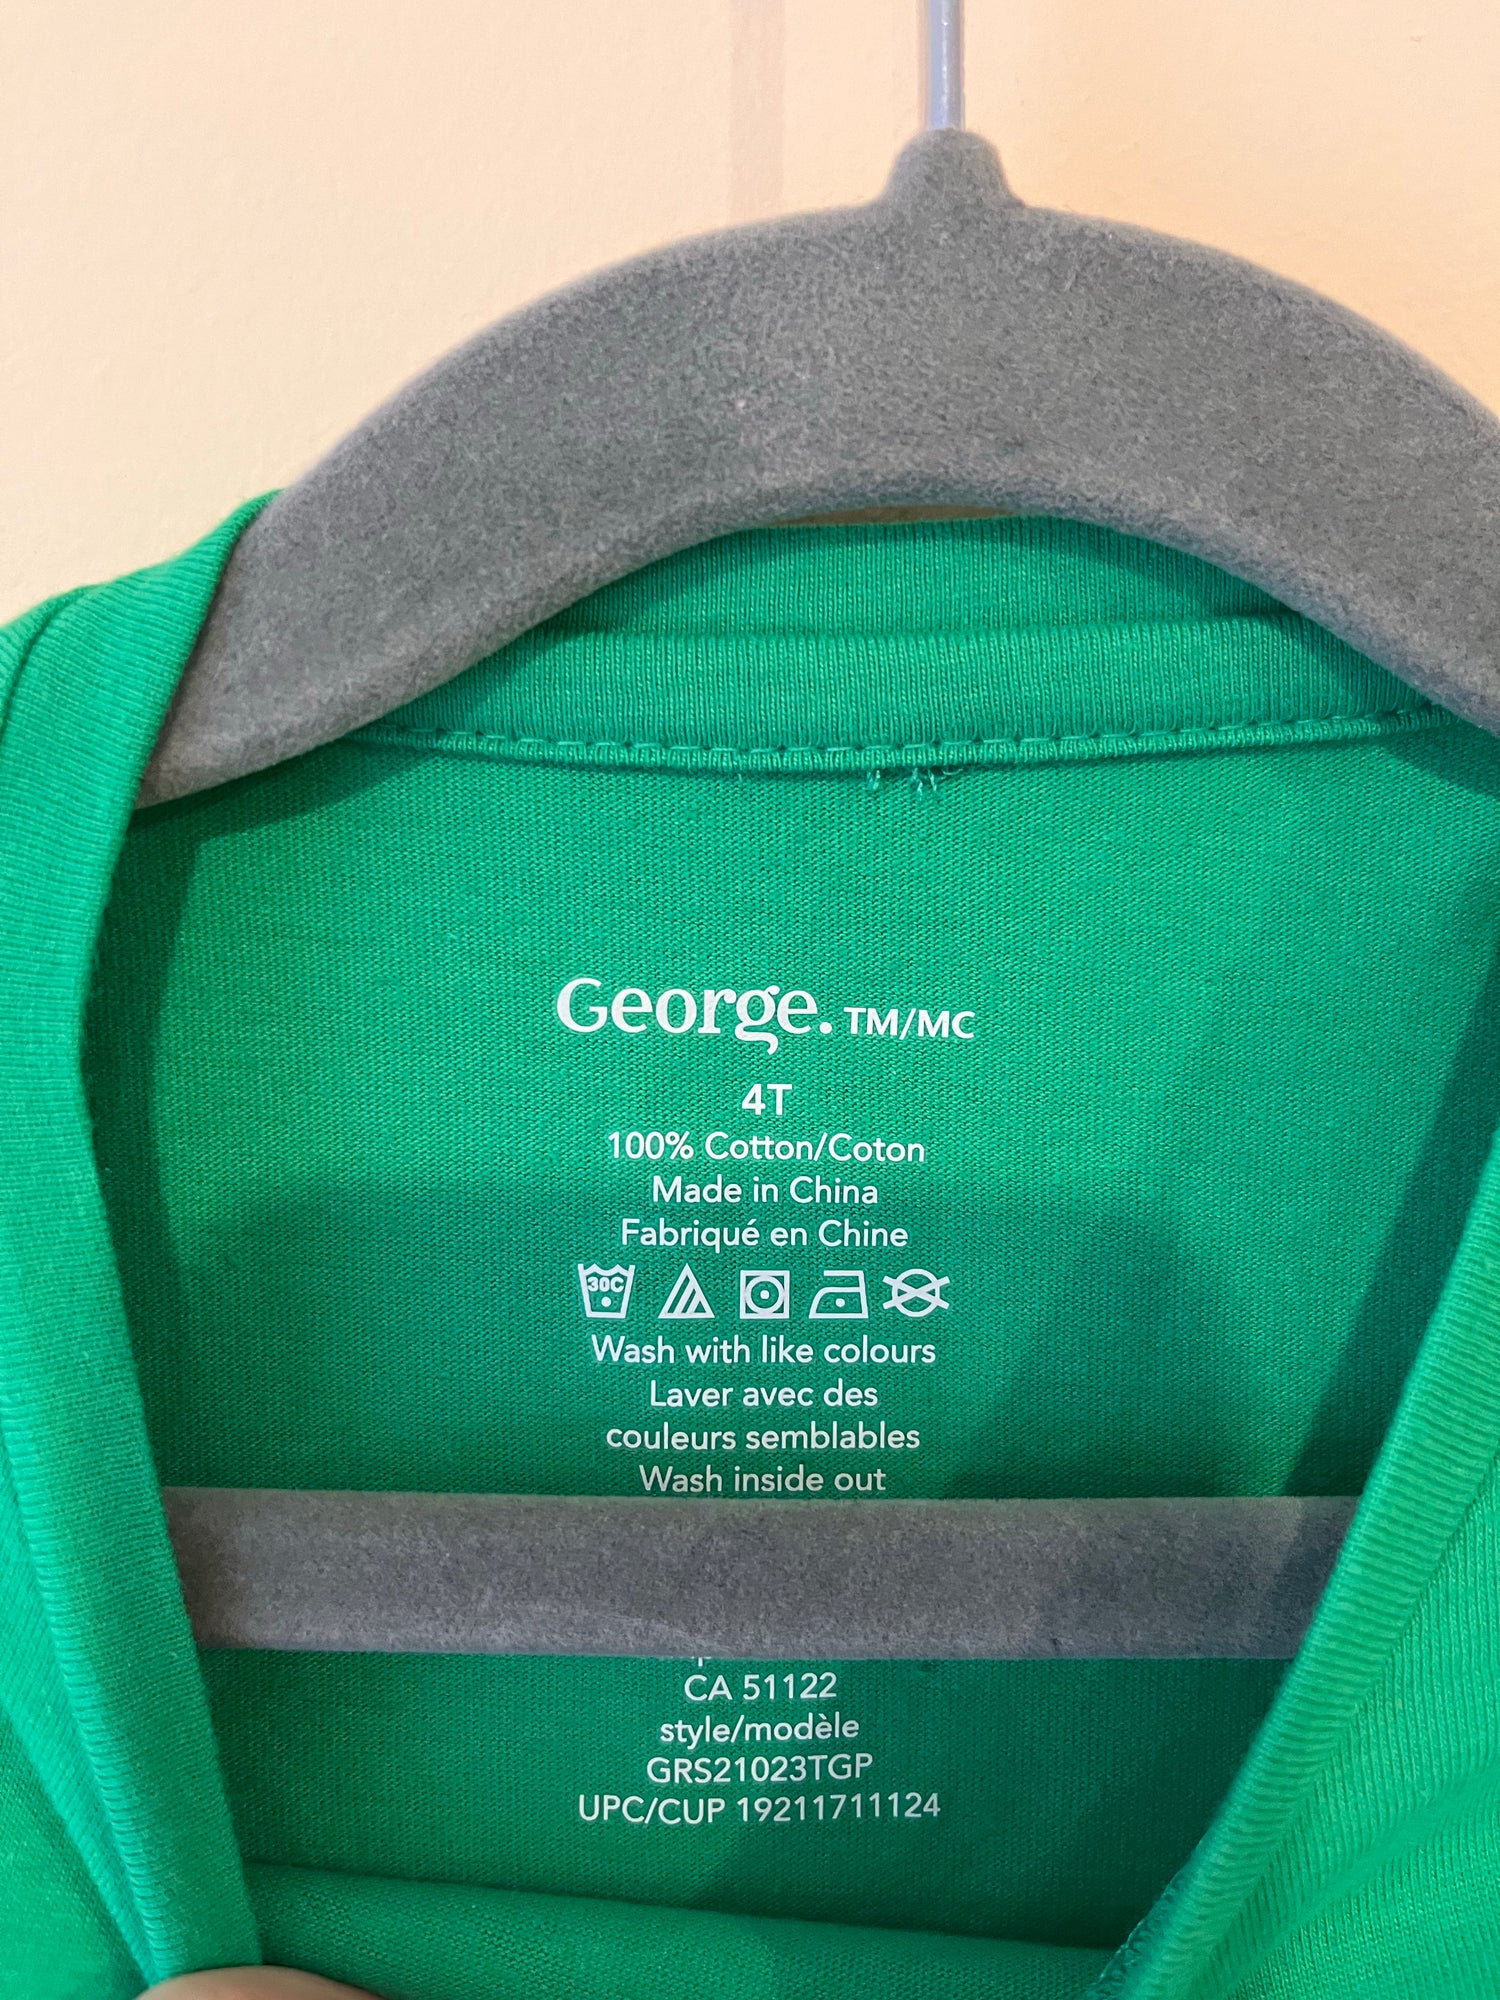 George. TM/MC
4T
100% Cotton/Coton
Made in China
Fabriqué en Chine
30C
Wash with like colours
Laver avec des
couleurs semblables
Wash inside out
CA 51122
style/modèle
GRS21023TGP
UPC/CUP 19211711124